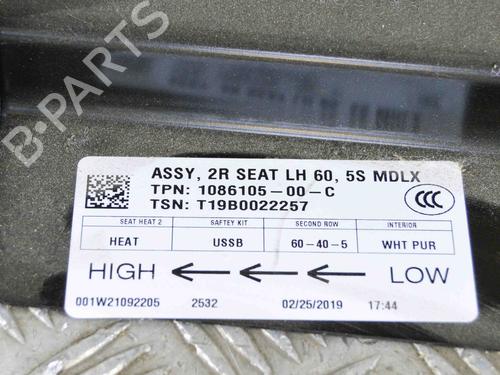 B-PARTS
ASSY, 2R SEAT LH 60, 5S MDLX
TPN: 1086105-00-C
TSN: T19B0022257
CCC
SEAT HEAT 2 SAFTEY KIT SECOND ROW INTERIOR
HEAT USSB 60-40-5 WHT PUR
HIGH ← ← ← LOW
001W21092205 2532 02/25/2019 17:44